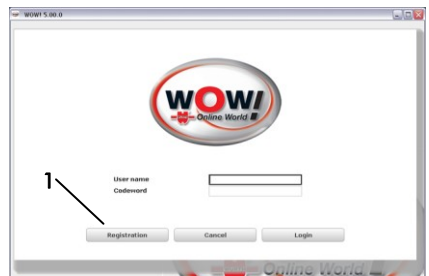 WOW! 5.00.0
WOW!
Online World
User name
Codeword
1
Registration
Cancel
Login
Online World